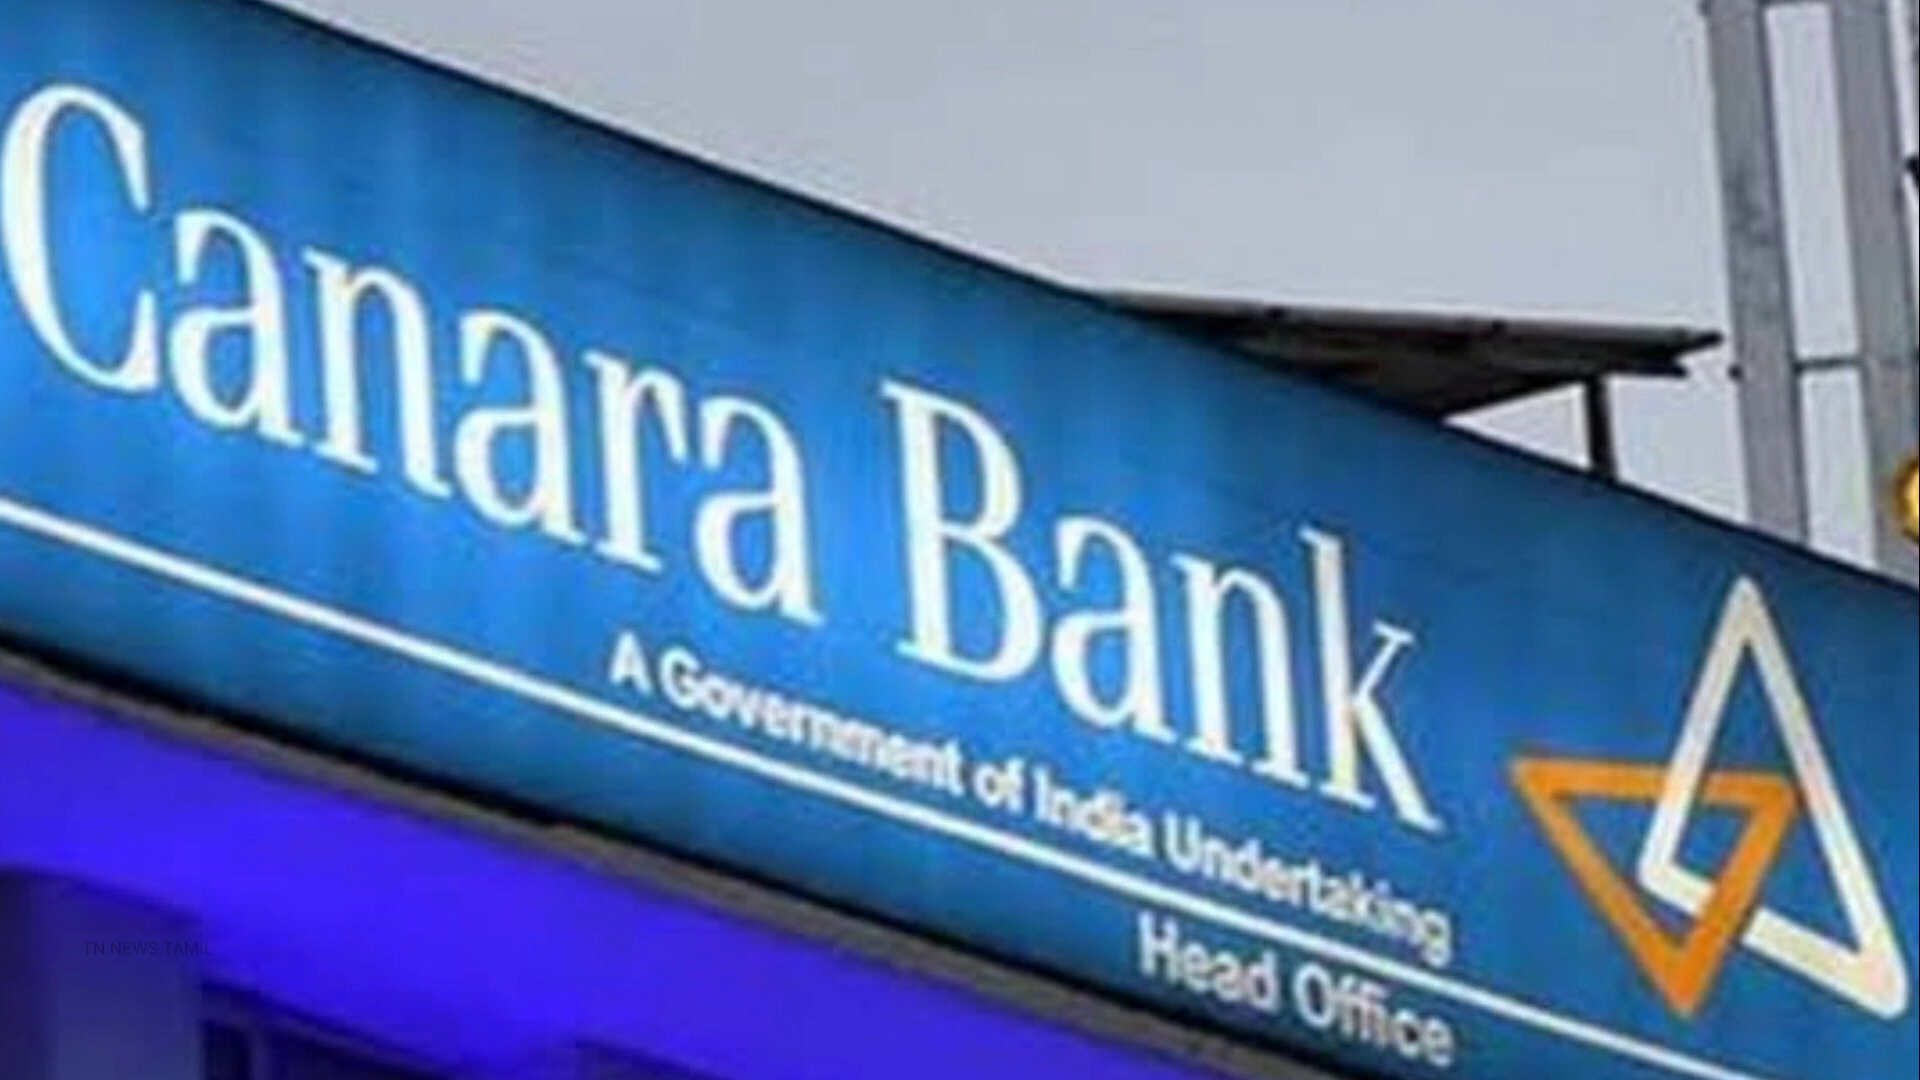 Canara Bank
A Government of India Undertaking
Head Office
TN NEWS TAMIL